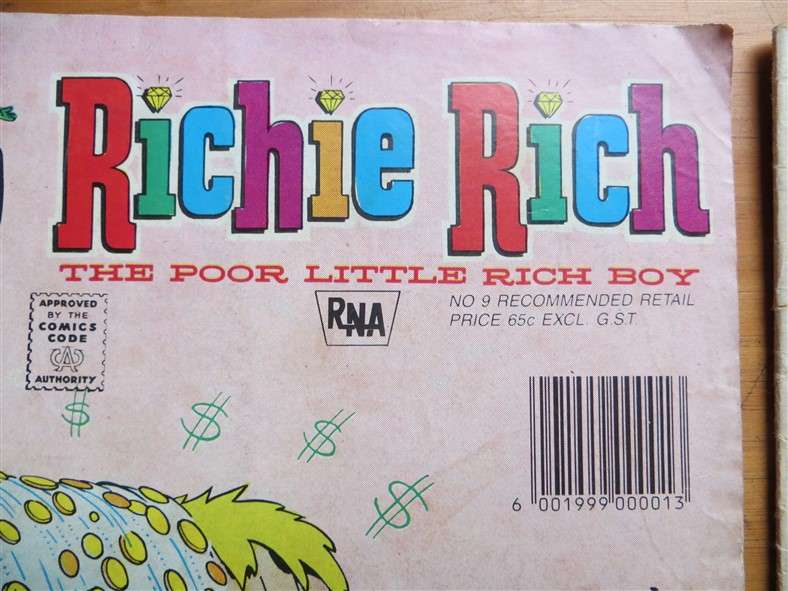 Richie Rich
THE POOR LITTLE RICH BOY
APPROVED
BY THE
COMICS
CODE
CA
AUTHORITY
RNA
NO 9 RECOMMENDED RETAIL
PRICE 65c EXCL. G.S.T.
$ $ $ $
6 001999 000013